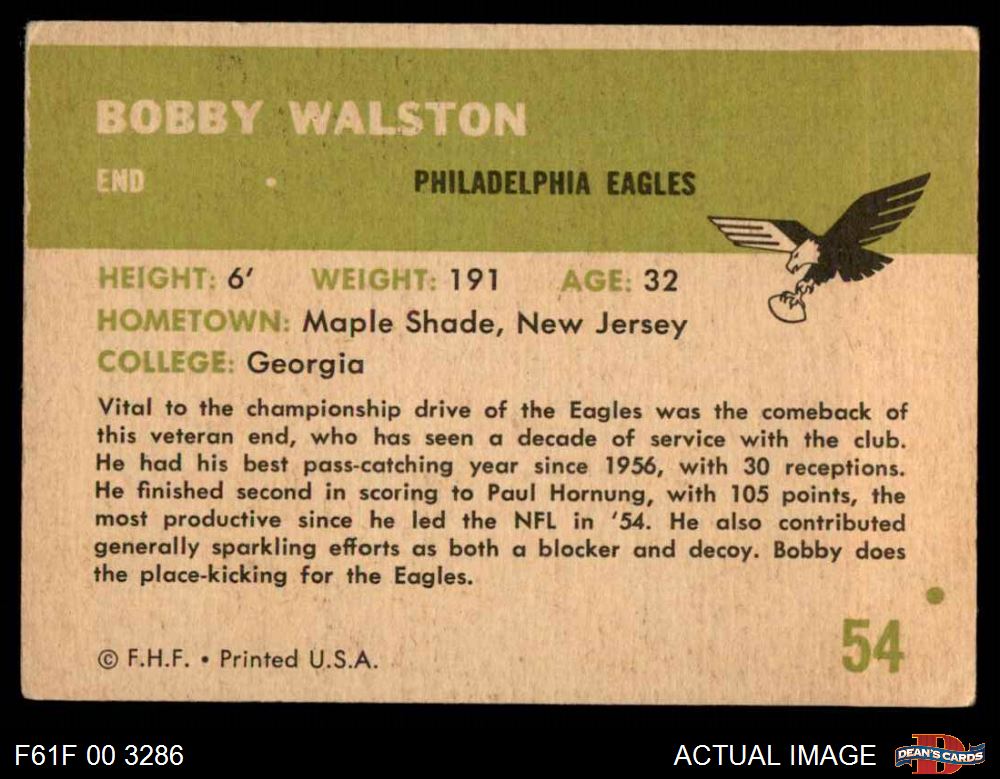 BOBBY WALSTON
END • PHILADELPHIA EAGLES
HEIGHT: 6' WEIGHT: 191 AGE: 32
HOMETOWN: Maple Shade, New Jersey
COLLEGE: Georgia
Vital to the championship drive of the Eagles was the comeback of
this veteran end, who has seen a decade of service with the club.
He had his best pass-catching year since 1956, with 30 receptions.
He finished second in scoring to Paul Hornung, with 105 points, the
most productive since he led the NFL in '54. He also contributed
generally sparkling efforts as both a blocker and decoy. Bobby does
the place-kicking for the Eagles.
54
© F.H.F. • Printed U.S.A.
F61F 00 3286
ACTUAL IMAGE
D
DEAN'S CARDS